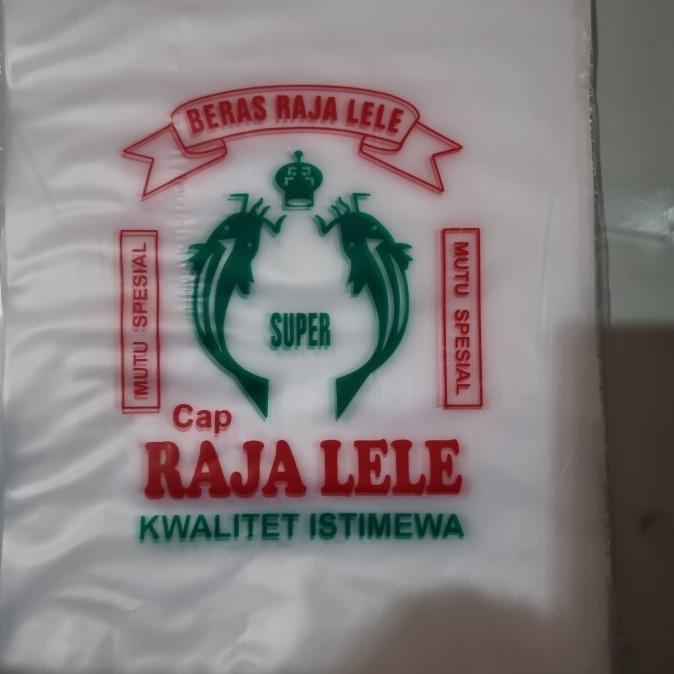 BERAS RAJA LELE
MUTU SPESIAL
SUPER
MUTU SPESIAL
Cap
RAJA LELE
KWALITET ISTIMEWA